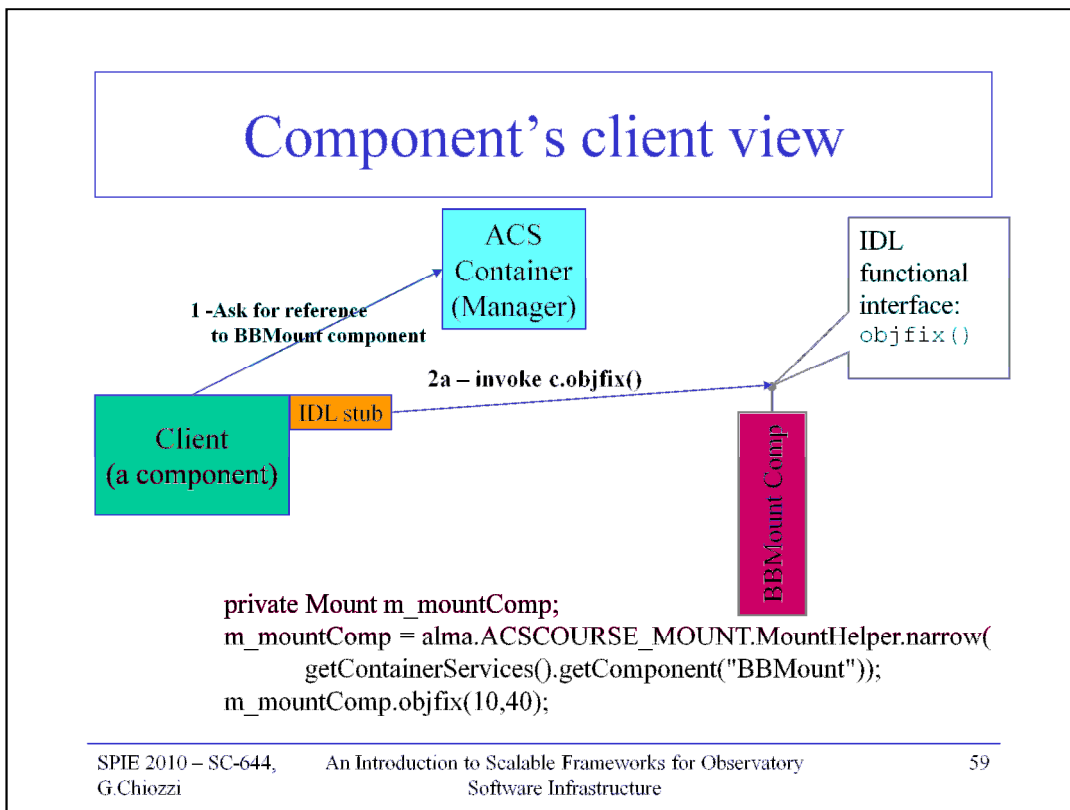 Component's client view
ACS
Container
(Manager)
IDL
functional
interface:
objfix()
1 -Ask for reference
to BBMount component
2a – invoke c.objfix()
IDL stub
Client
(a component)
BBMount Comp
private Mount m_mountComp;
m_mountComp = alma.ACSCOURSE_MOUNT.MountHelper.narrow(
getContainerServices().getComponent("BBMount"));
m_mountComp.objfix(10,40);
SPIE 2010 – SC-644,
G.Chiozzi
An Introduction to Scalable Frameworks for Observatory
Software Infrastructure
59